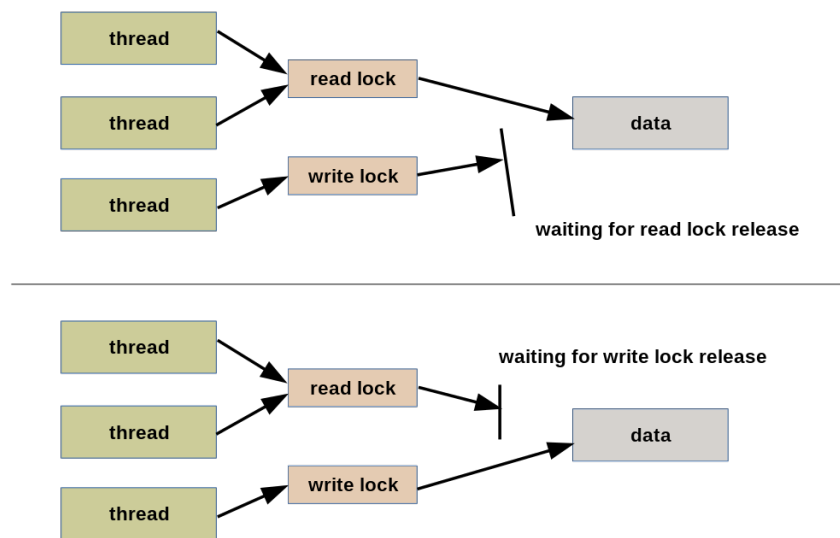 thread
read lock
thread
data
write lock
thread
waiting for read lock release
thread
waiting for write lock release
read lock
thread
data
write lock
thread